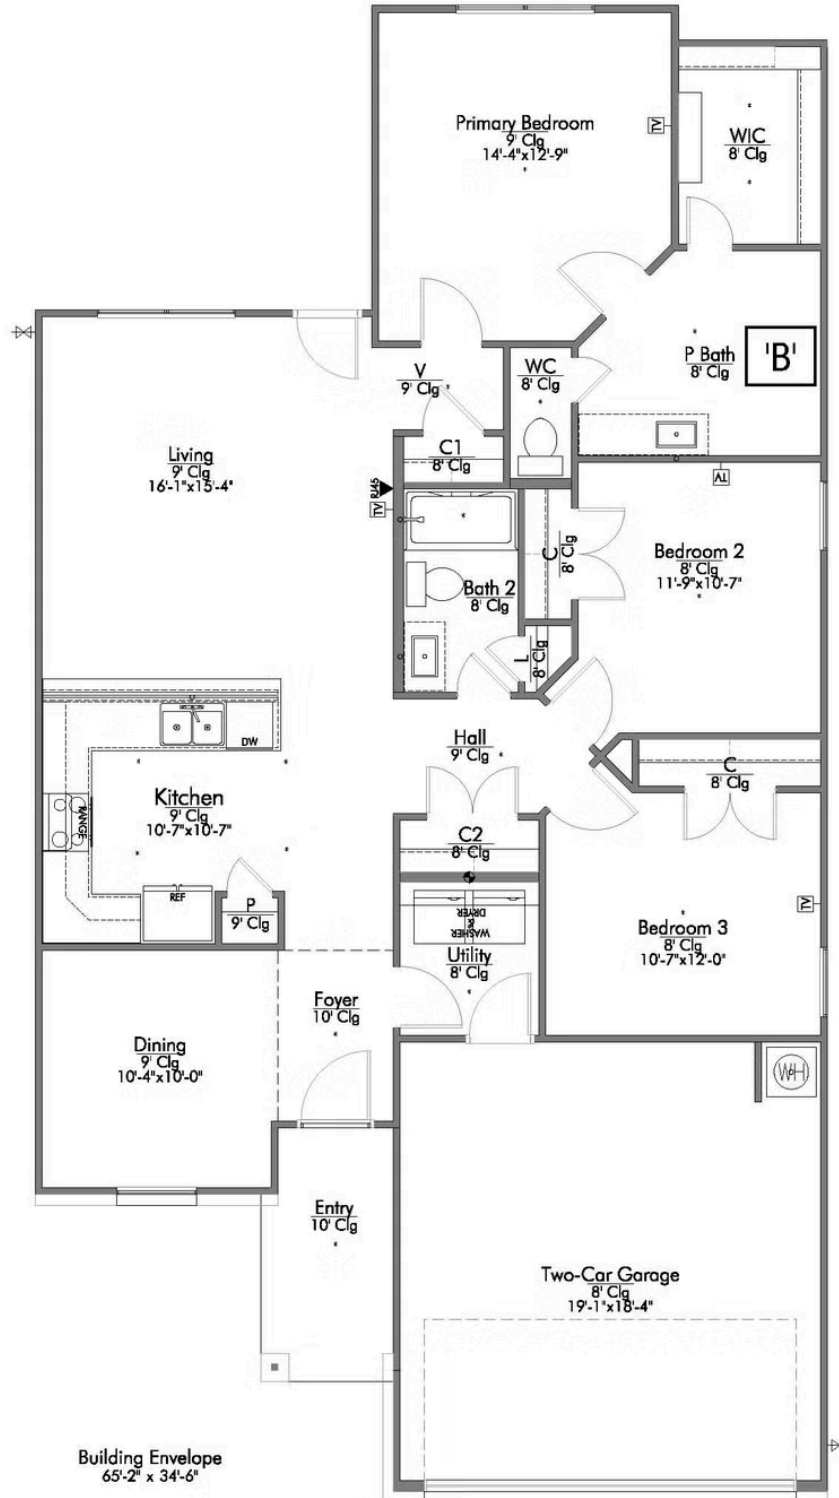 Primary Bedroom
9' Clg
14'-4"x12'-9"
TV
WIC
8' Clg
V
9' Clg
WC
8' Clg
P Bath
8' Clg
'B'
Living
9' Clg
16'-1"x15'-4"
C1
8' Clg
RJ45
TV
TV
C
8' Clg
Bedroom 2
8' Clg
11'-9"x10'-7"
Bath 2
8' Clg
L
8' Clg
DW
Hall
9' Clg
C
8' Clg
Kitchen
9' Clg
10'-7"x10'-7"
RANGE
C2
8' Clg
REF
P
9' Clg
DRYER
WASHER
Utility
8' Clg
TV
Bedroom 3
8' Clg
10'-7"x12'-0"
Foyer
10' Clg
Dining
9' Clg
10'-4"x10'-0"
WH
Entry
10' Clg
Two-Car Garage
8' Clg
19'-1"x18'-4"
Building Envelope
65'-2" x 34'-6"